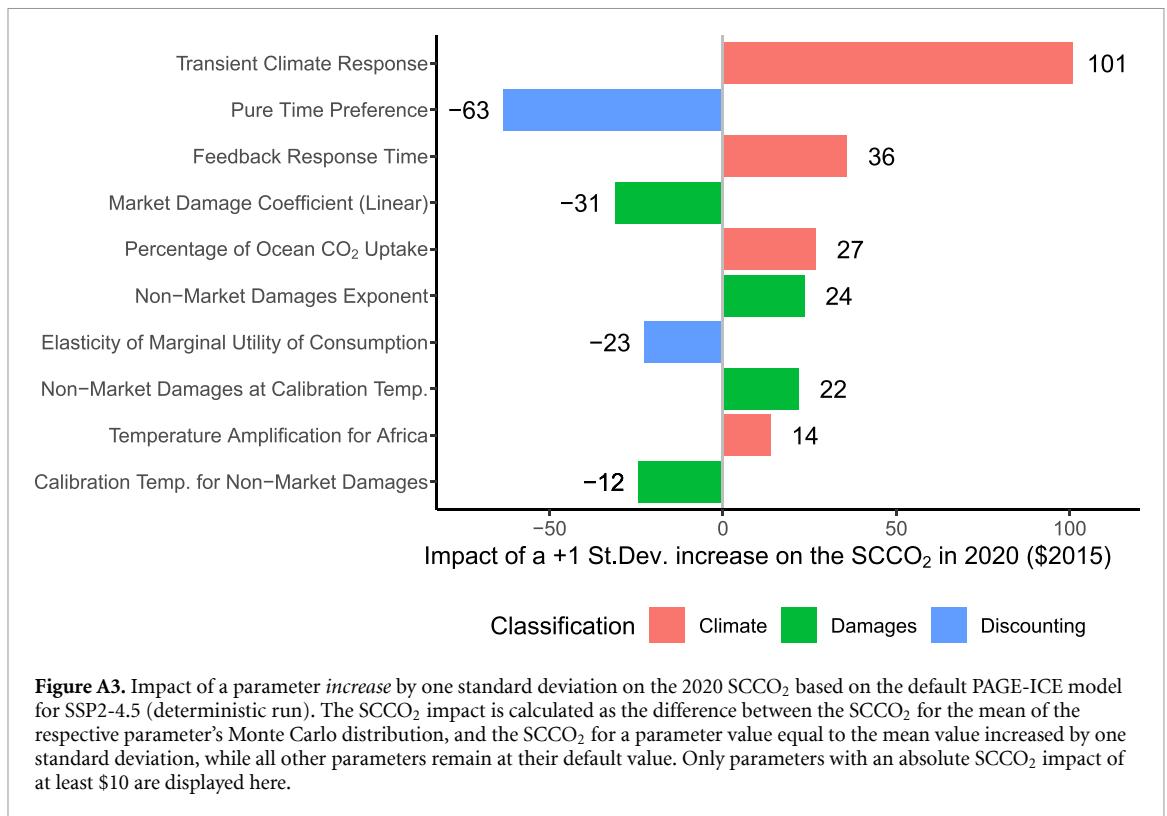 Transient Climate Response 101
Pure Time Preference −63
Feedback Response Time 36
Market Damage Coefficient (Linear) −31
Percentage of Ocean CO₂ Uptake 27
Non−Market Damages Exponent 24
Elasticity of Marginal Utility of Consumption −23
Non−Market Damages at Calibration Temp. 22
Temperature Amplification for Africa 14
Calibration Temp. for Non−Market Damages −12
−50 0 50 100
Impact of a +1 St.Dev. increase on the SCCO₂ in 2020 ($2015)
Classification Climate Damages Discounting
Figure A3. Impact of a parameter increase by one standard deviation on the 2020 SCCO₂ based on the default PAGE-ICE model
for SSP2-4.5 (deterministic run). The SCCO₂ impact is calculated as the difference between the SCCO₂ for the mean of the
respective parameter's Monte Carlo distribution, and the SCCO₂ for a parameter value equal to the mean value increased by one
standard deviation, while all other parameters remain at their default value. Only parameters with an absolute SCCO₂ impact of
at least $10 are displayed here.